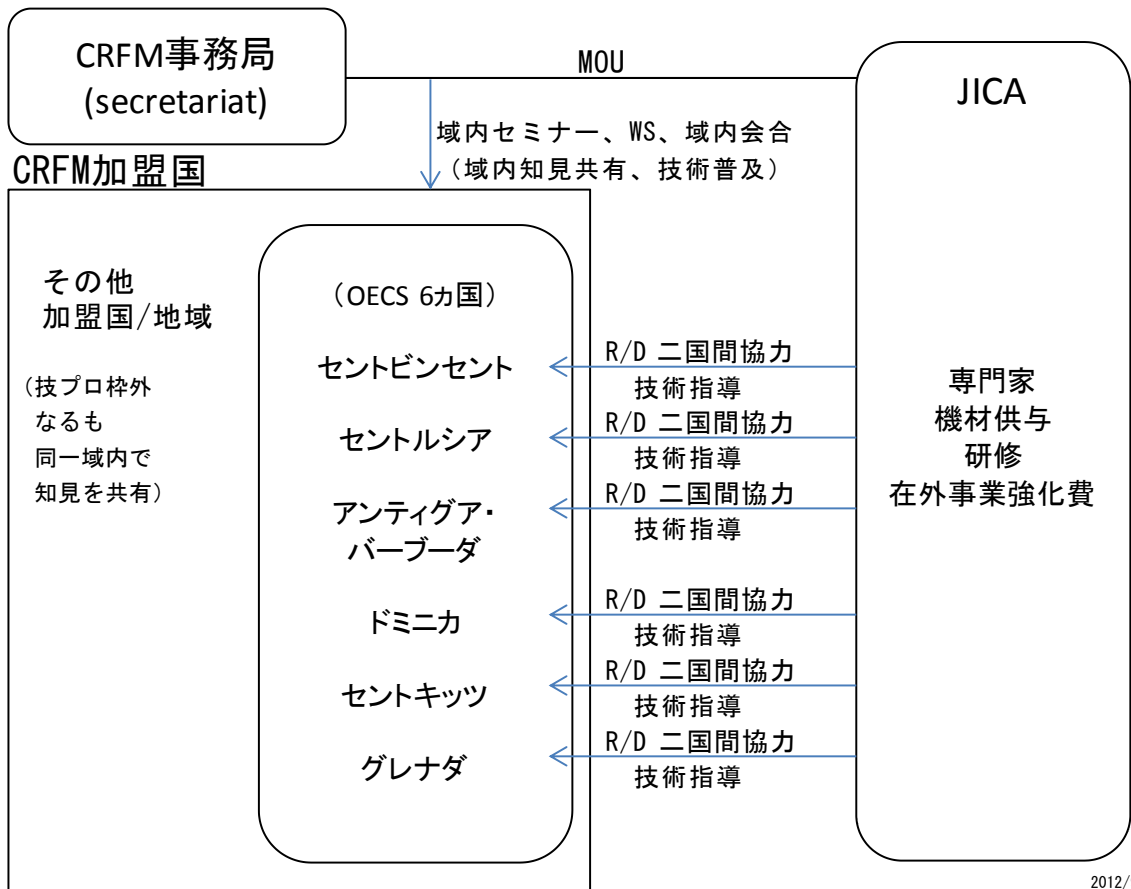 CRFM事務局
(secretariat)
MOU
JICA
域内セミナー、WS、域内会合
（域内知見共有、技術普及）
CRFM加盟国
その他
加盟国/地域
（技プロ枠外
なるも
同一域内で
知見を共有）
（OECS 6カ国）
セントビンセント
R/D 二国間協力
技術指導
セントルシア
R/D 二国間協力
技術指導
アンティグア・
バーブーダ
R/D 二国間協力
技術指導
ドミニカ
R/D 二国間協力
技術指導
セントキッツ
R/D 二国間協力
技術指導
グレナダ
R/D 二国間協力
技術指導
専門家
機材供与
研修
在外事業強化費
2012/